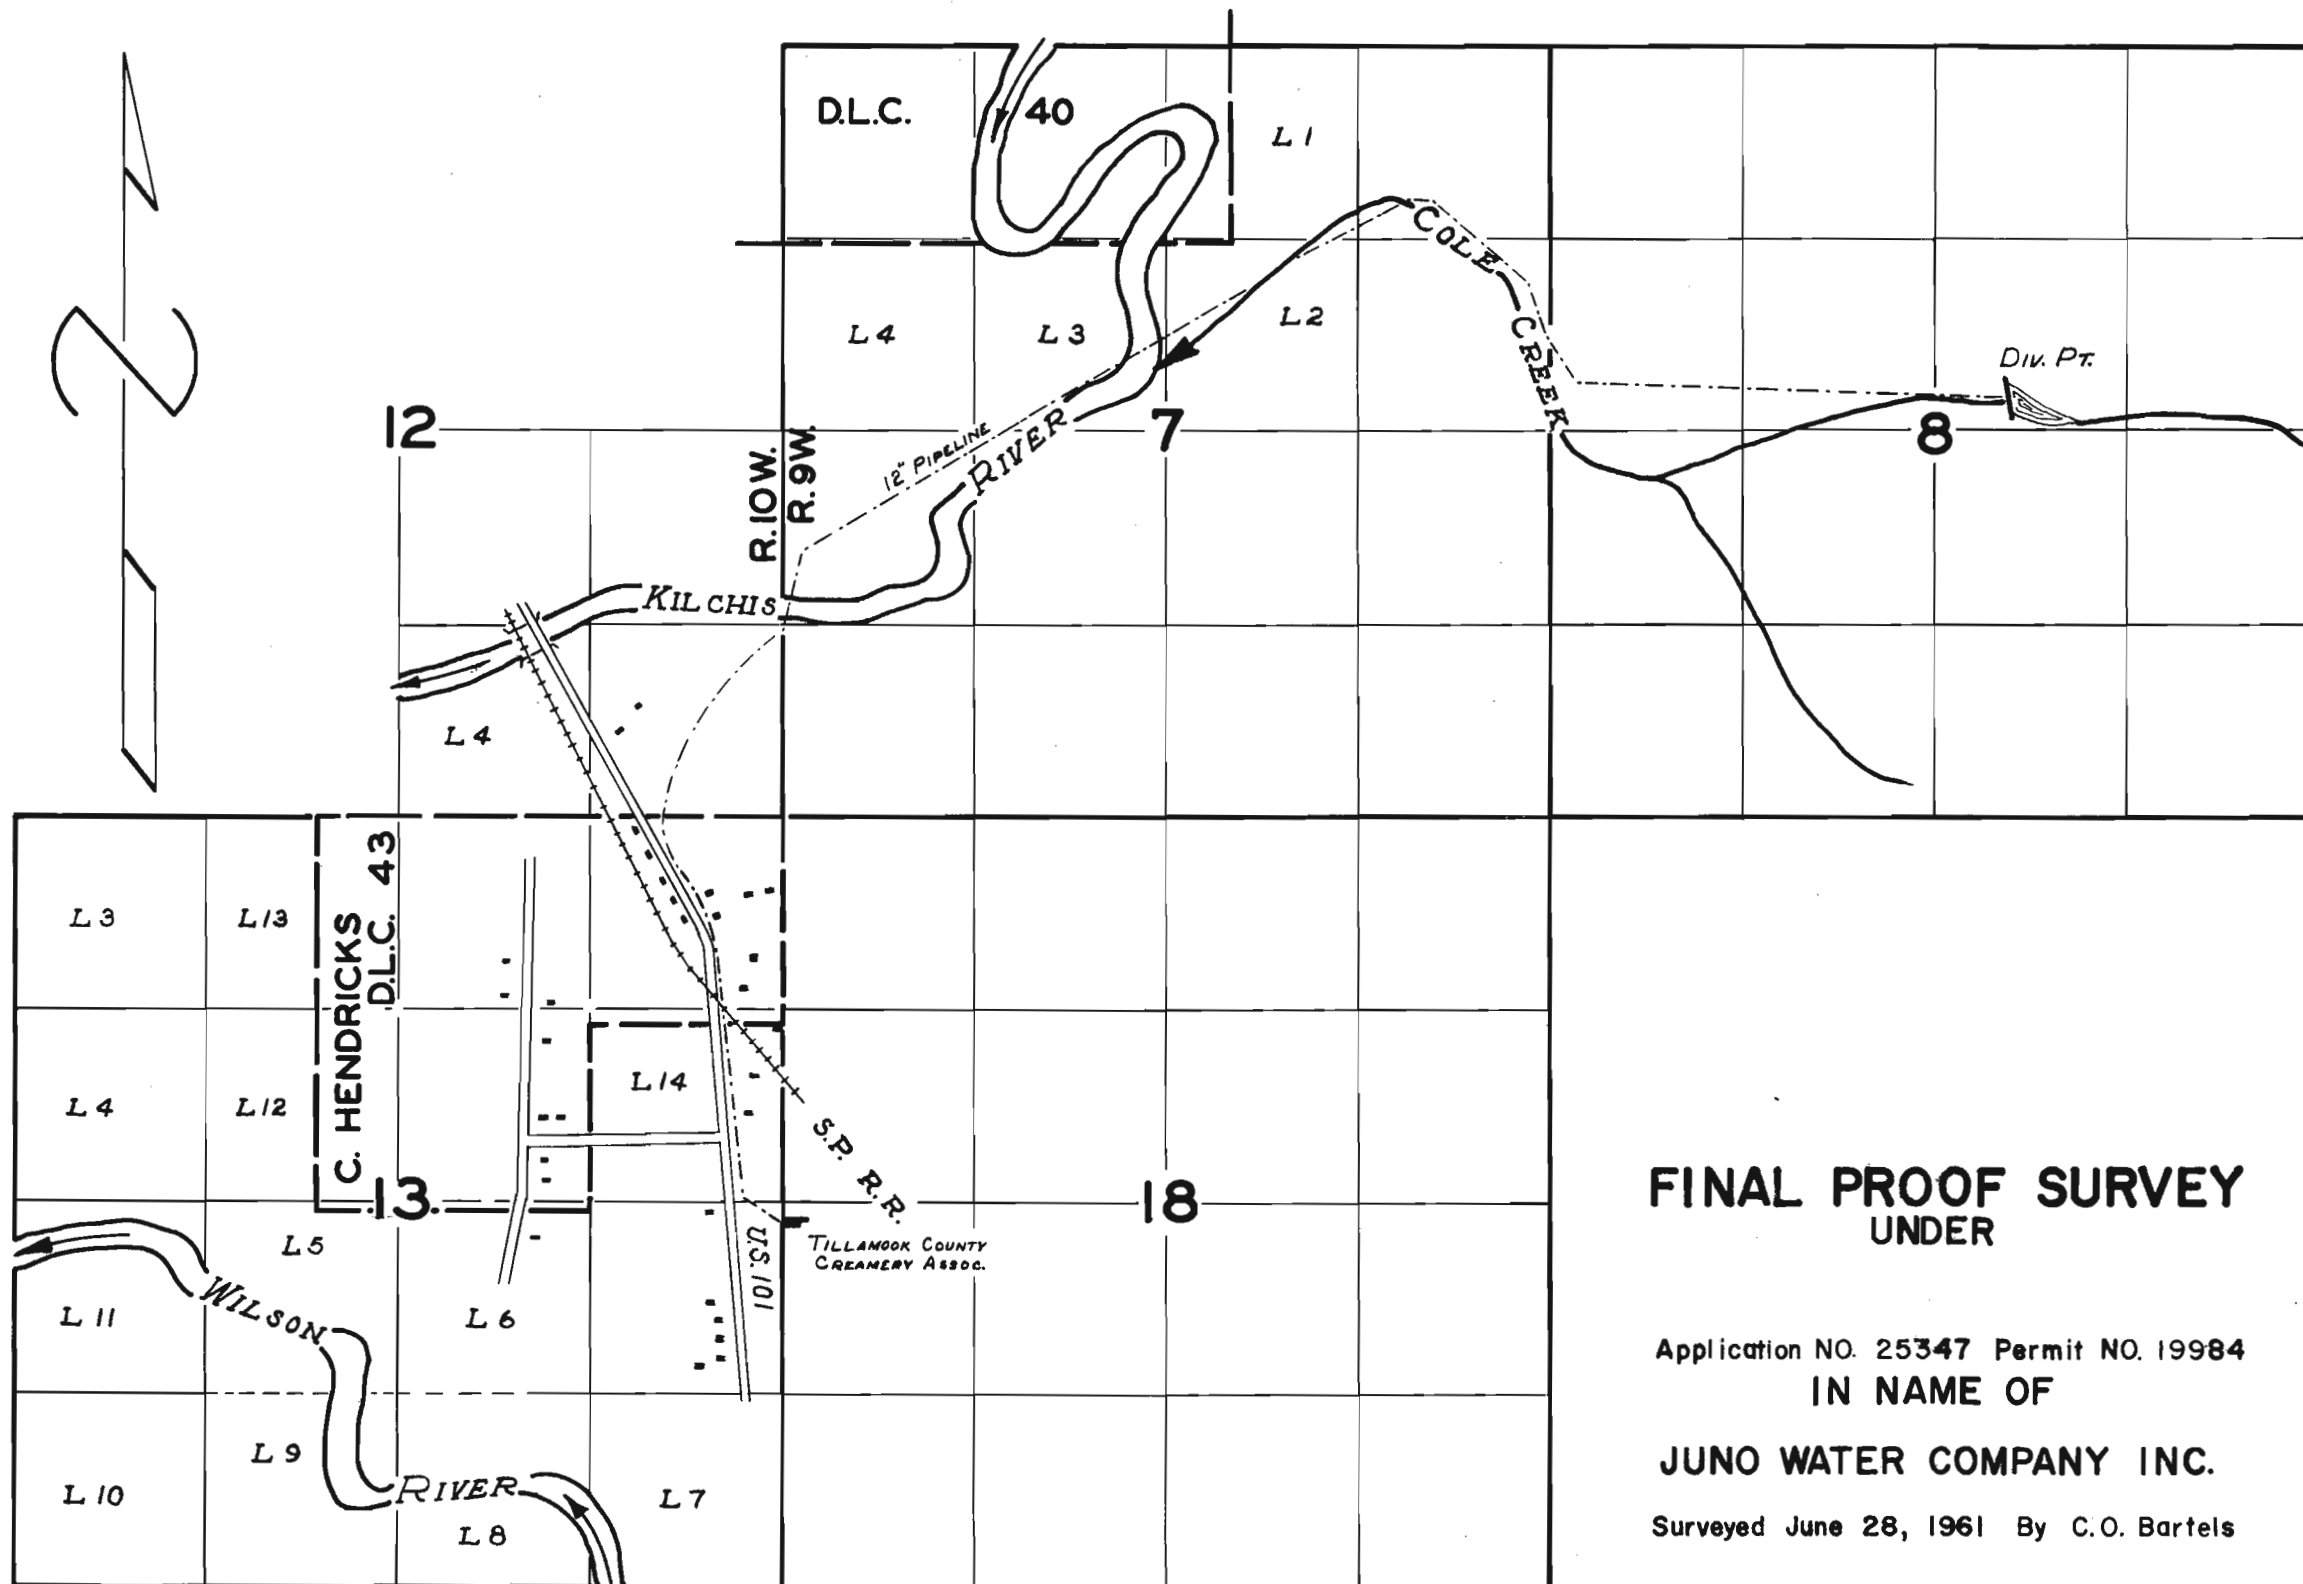 D.L.C. 40
L 1
COLE CREEK
L 4
L 3
L 2
DIV. PT.
12
7
8
R. 10W.
R. 9W.
12" PIPELINE
KILCHIS RIVER
L 4
L 3
L 13
C. HENDRICKS
D.L.C. 43
L 4
L 12
L 14
S.P. R.R.
13
18
U.S. 101
TILLAMOOK COUNTY
CREAMERY ASSOC.
L 5
L 11
WILSON RIVER
L 6
L 9
L 10
L 7
L 8
N
FINAL PROOF SURVEY
UNDER
Application NO. 25347 Permit NO. 19984
IN NAME OF
JUNO WATER COMPANY INC.
Surveyed June 28, 1961 By C.O. Bartels